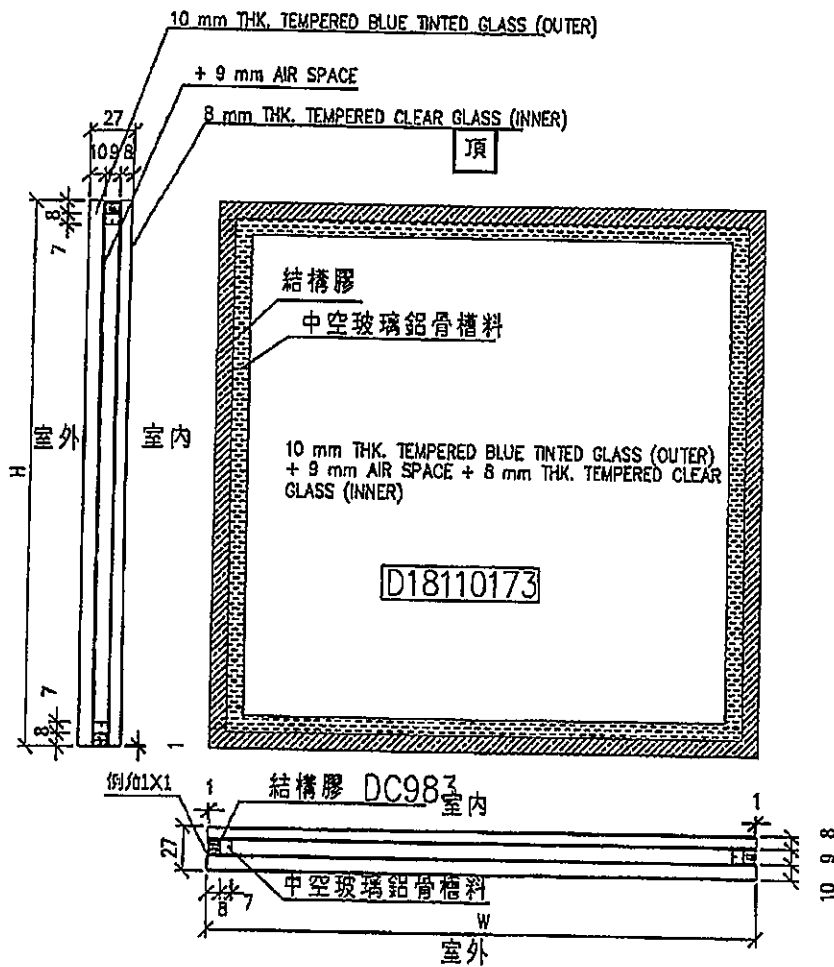 10 mm THK. TEMPERED BLUE TINTED GLASS (OUTER)
+ 9 mm AIR SPACE
27
8 mm THK. TEMPERED CLEAR GLASS (INNER)
頂
10 9 8
8
7
結構膠
中空玻璃鋁骨槽料
室外
室內
H
10 mm THK. TEMPERED BLUE TINTED GLASS (OUTER)
+ 9 mm AIR SPACE + 8 mm THK. TEMPERED CLEAR
GLASS (INNER)
D18110173
7
8
1
1X1
1
結構膠 DC983
室內
1
27
8
9
10
中空玻璃鋁骨槽料
8
7
W
室外